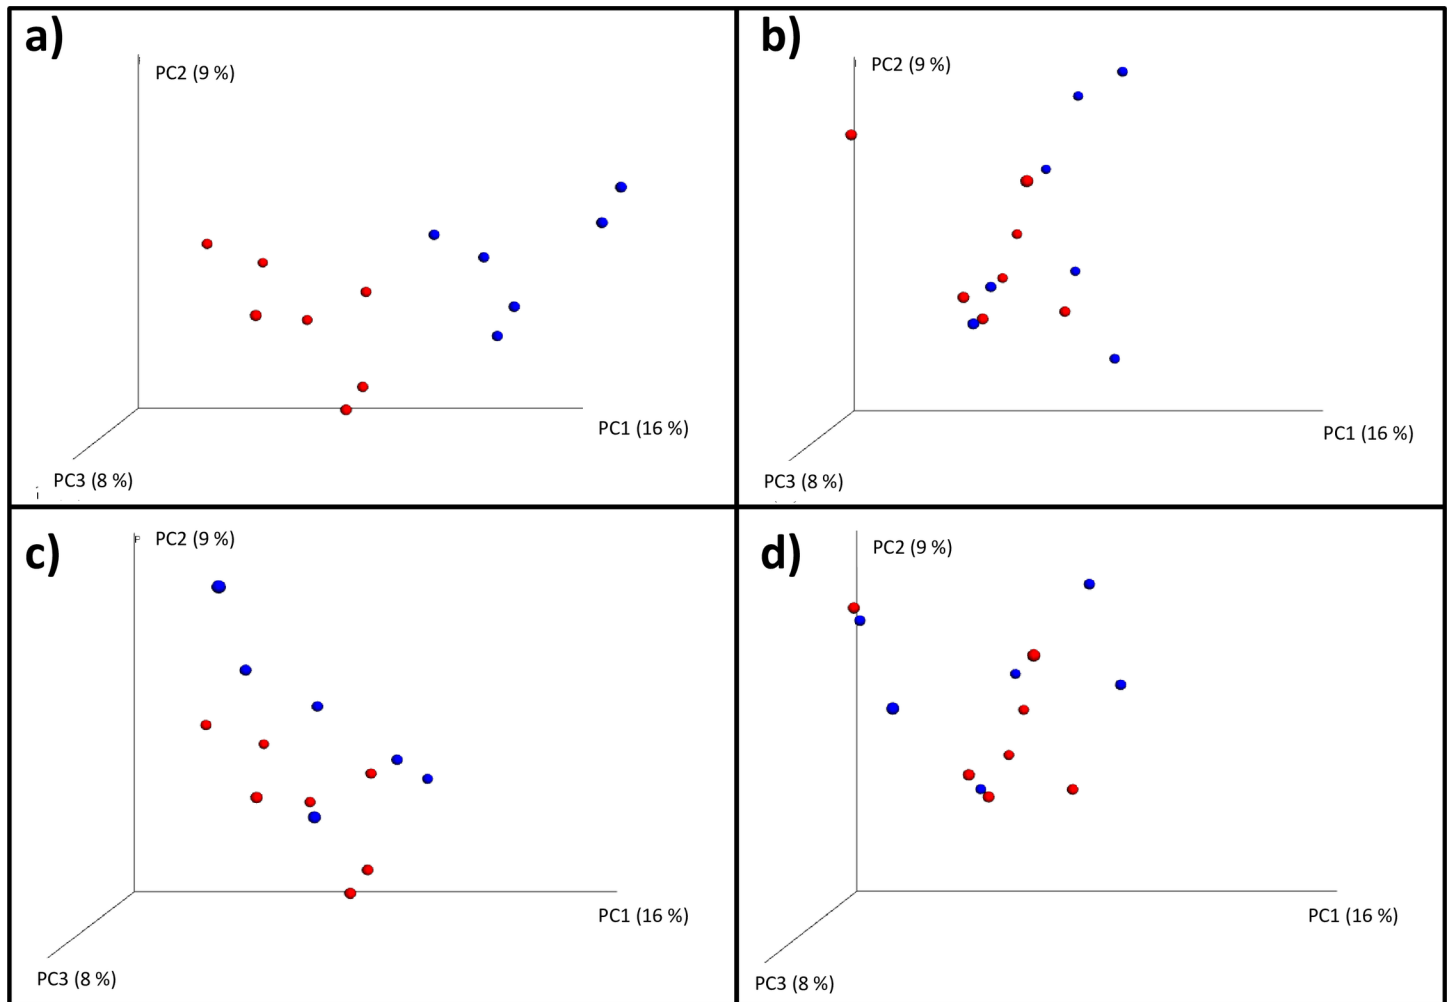 a)
PC2 (9 %)
PC1 (16 %)
PC3 (8 %)
b)
PC2 (9 %)
PC1 (16 %)
PC3 (8 %)
c)
PC2 (9 %)
PC1 (16 %)
PC3 (8 %)
d)
PC2 (9 %)
PC1 (16 %)
PC3 (8 %)